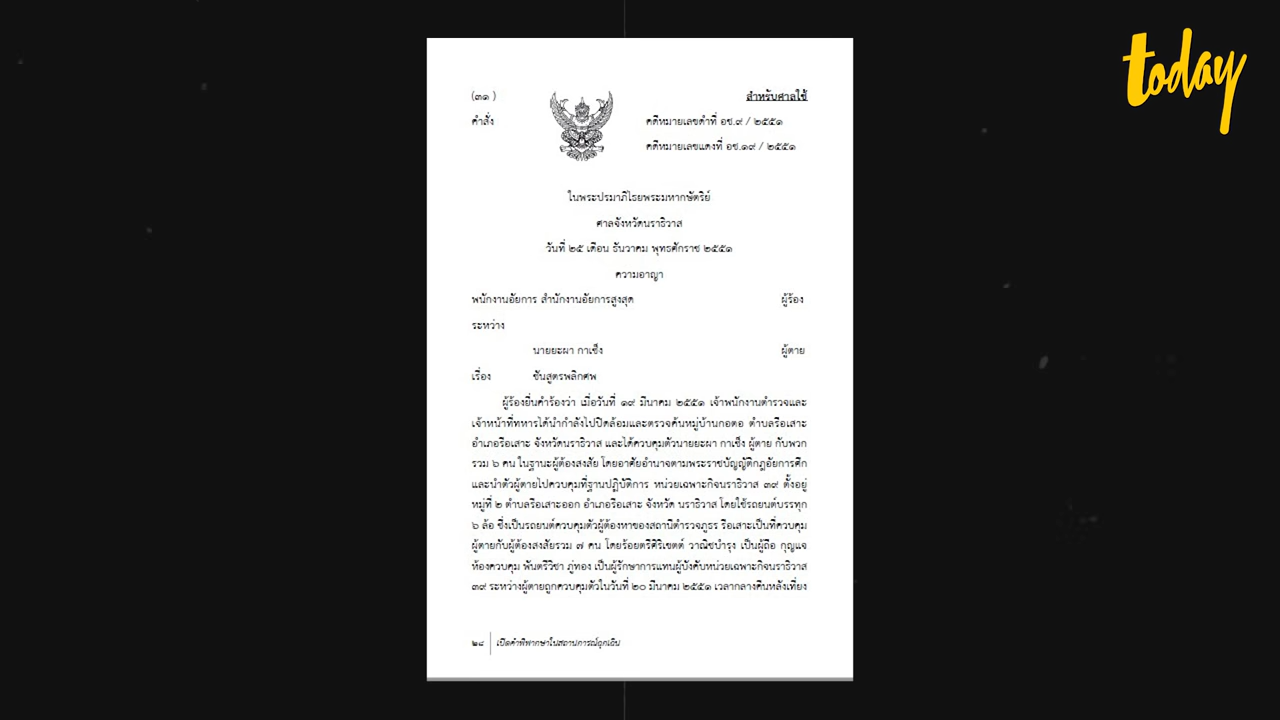 today
(๓๑ )
สำหรับศาลใช้
คำสั่ง
คดีหมายเลขดำที่ อช.๙ / ๒๕๕๑
คดีหมายเลขแดงที่ อช.๑๙ / ๒๕๕๑
ในพระปรมาภิไธยพระมหากษัตริย์
ศาลจังหวัดนราธิวาส
วันที่ ๒๕ เดือน ธันวาคม พุทธศักราช ๒๕๕๑
ความอาญา
พนักงานอัยการ สำนักงานอัยการสูงสุด ผู้ร้อง
ระหว่าง
นายยะผา กาเซ็ง ผู้ตาย
เรื่อง ชันสูตรพลิกศพ
ผู้ร้องยื่นคำร้องว่า เมื่อวันที่ ๑๙ มีนาคม ๒๕๕๑ เจ้าพนักงานตำรวจและ
เจ้าหน้าที่ทหารได้นำกำลังไปปิดล้อมและตรวจค้นหมู่บ้านกอตอ ตำบลรือเสาะ
อำเภอรือเสาะ จังหวัดนราธิวาส และได้ควบคุมตัวนายยะผา กาเซ็ง ผู้ตาย กับพวก
รวม ๖ คน ในฐานะผู้ต้องสงสัย โดยอาศัยอำนาจตามพระราชบัญญัติกฎอัยการศึก
และนำตัวผู้ตายไปควบคุมที่ฐานปฏิบัติการ หน่วยเฉพาะกิจนราธิวาส ๓๙ ตั้งอยู่
หมู่ที่ ๒ ตำบลรือเสาะออก อำเภอรือเสาะ จังหวัด นราธิวาส โดยใช้รถยนต์บรรทุก
๖ ล้อ ซึ่งเป็นรถยนต์ควบคุมตัวผู้ต้องหาของสถานีตำรวจภูธร รือเสาะเป็นที่ควบคุม
ผู้ตายกับผู้ต้องสงสัยรวม ๗ คน โดยร้อยตรีศิริเขตต์ วาณิชบำรุง เป็นผู้ถือ กุญแจ
ห้องควบคุม พันตรีวิชา ภู่ทอง เป็นผู้รักษาการแทนผู้บังคับหน่วยเฉพาะกิจนราธิวาส
๓๙ ระหว่างผู้ตายถูกควบคุมตัวในวันที่ ๒๐ มีนาคม ๒๕๕๑ เวลากลางคืนหลังเที่ยง
๒๘ เปิดคำพิพากษาในสถานการณ์ฉุกเฉิน